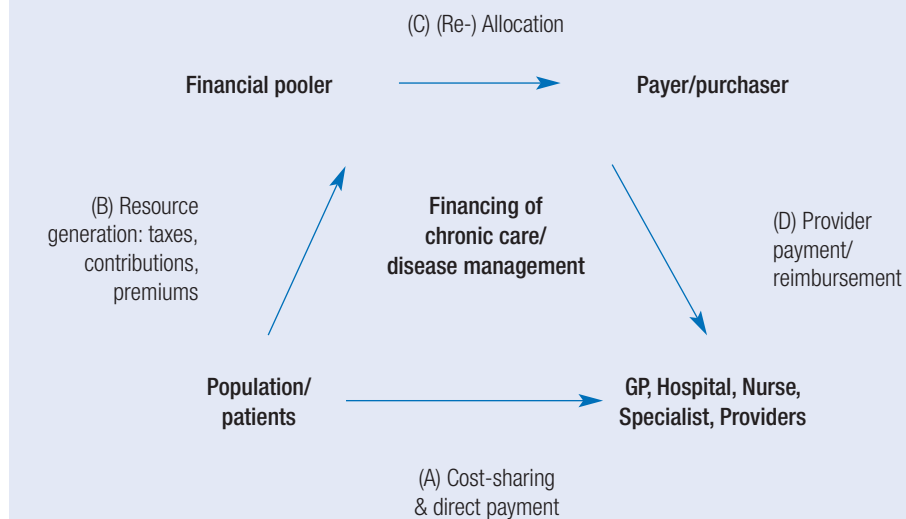 (C) (Re-) Allocation
Financial pooler
Payer/purchaser
(B) Resource
generation: taxes,
contributions,
premiums
Financing of
chronic care/
disease management
(D) Provider
payment/
reimbursement
Population/
patients
GP, Hospital, Nurse,
Specialist, Providers
(A) Cost-sharing
& direct payment